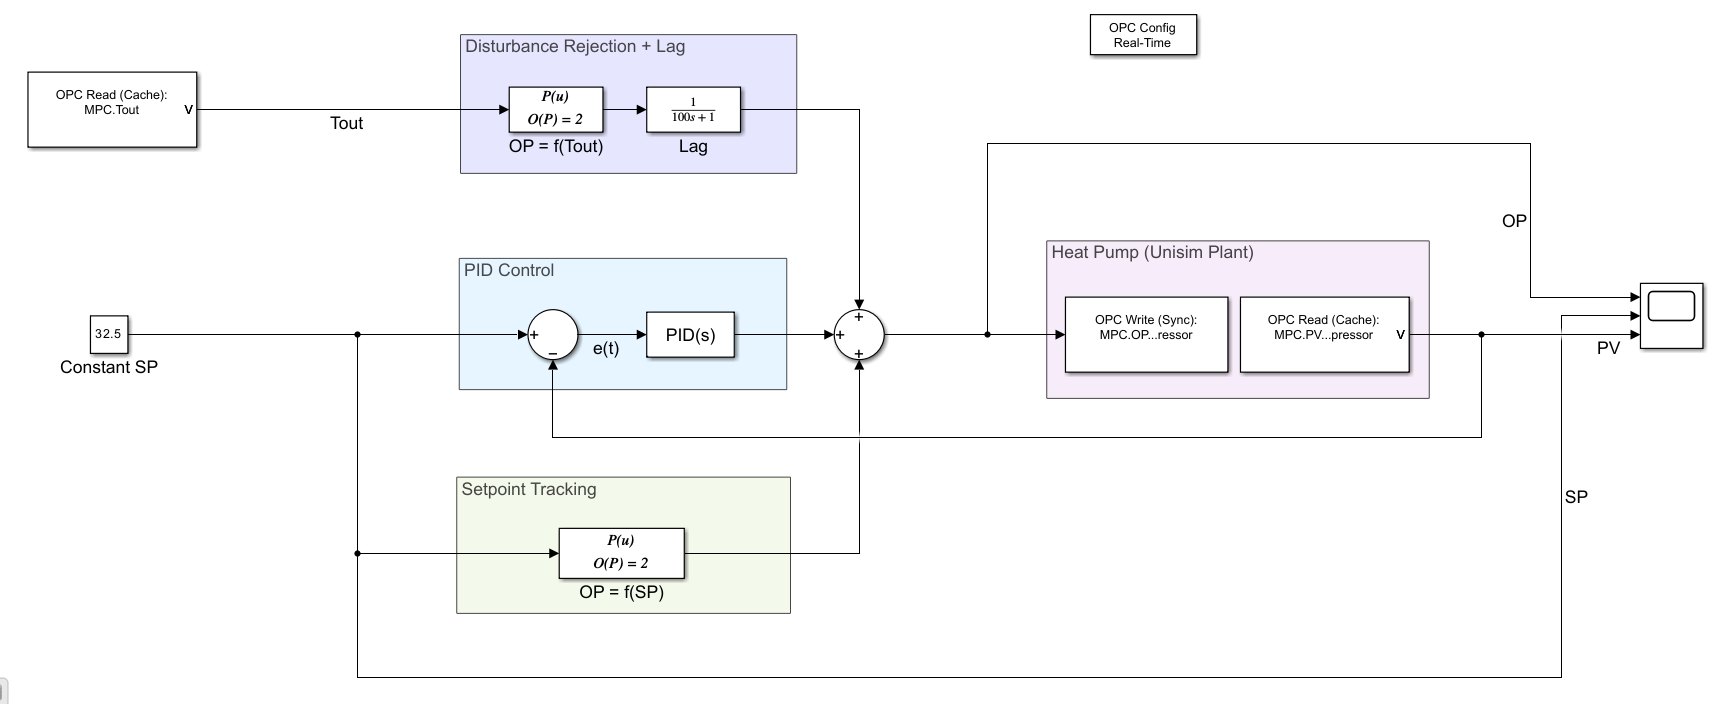 OPC Config
Real-Time
Disturbance Rejection + Lag
OPC Read (Cache):
MPC.Tout
V
Tout
P(u)
O(P) = 2
OP = f(Tout)
1
100s + 1
Lag
OP
Heat Pump (Unisim Plant)
PID Control
32.5
Constant SP
+
−
e(t)
PID(s)
+
+
+
OPC Write (Sync):
MPC.OP...ressor
OPC Read (Cache):
MPC.PV...pressor
V
PV
Setpoint Tracking
SP
P(u)
O(P) = 2
OP = f(SP)